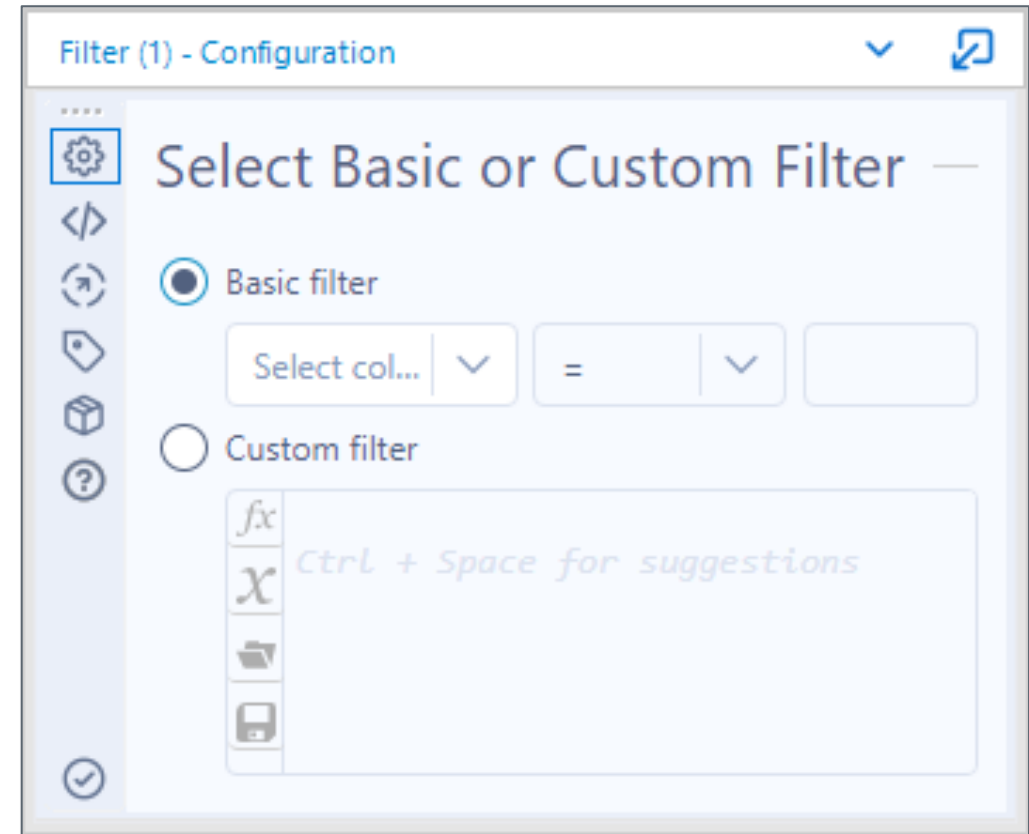 Filter (1) - Configuration
Select Basic or Custom Filter
Basic filter
Select col... =
Custom filter
fx
Ctrl + Space for suggestions
x